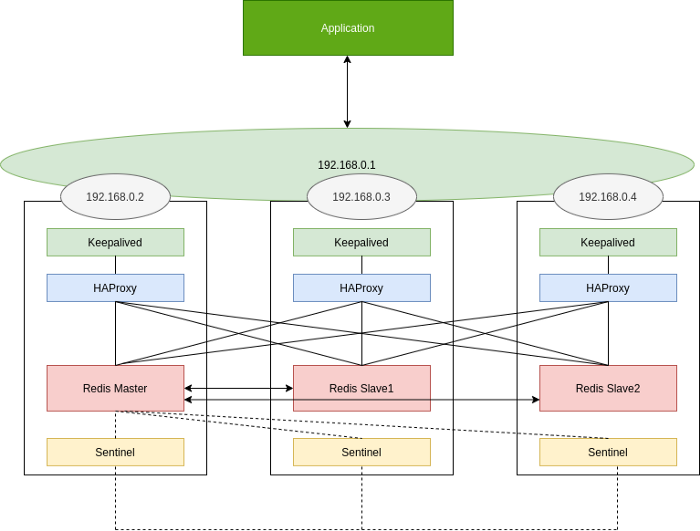 Application
192.168.0.1
192.168.0.2
192.168.0.3
192.168.0.4
Keepalived
Keepalived
Keepalived
HAProxy
HAProxy
HAProxy
Redis Master
Redis Slave1
Redis Slave2
Sentinel
Sentinel
Sentinel